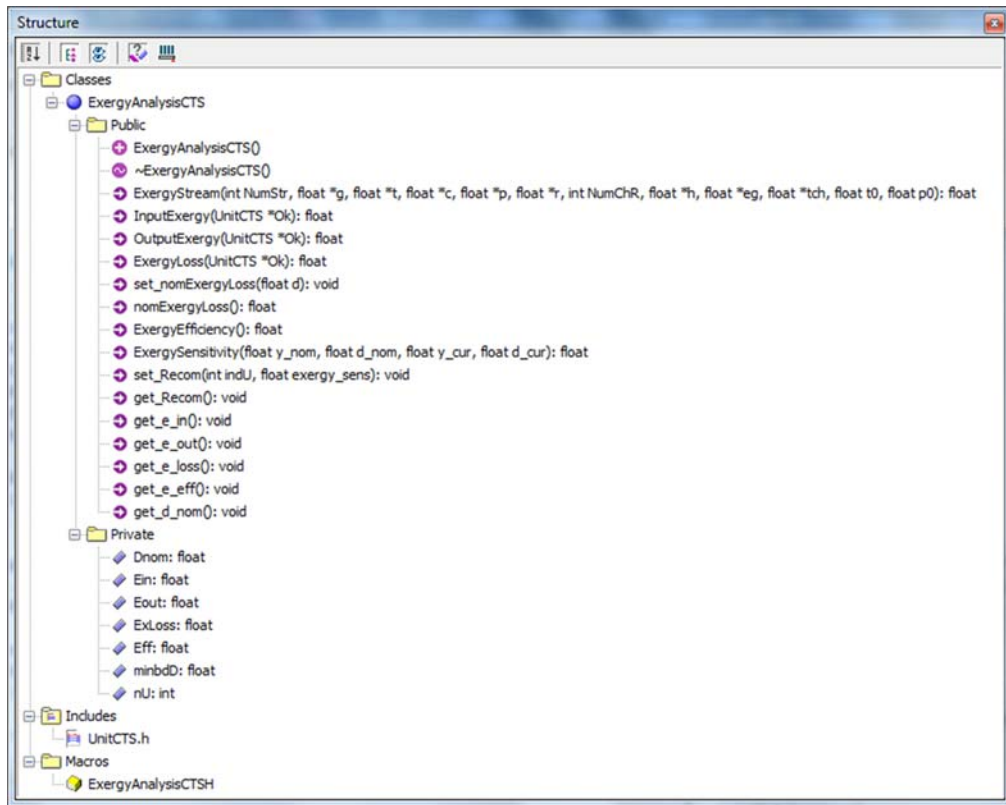 Structure
Classes
ExergyAnalysisCTS
Public
ExergyAnalysisCTS()
~ExergyAnalysisCTS()
ExergyStream(int NumStr, float *g, float *t, float *c, float *p, float *r, int NumChR, float *h, float *eg, float *tch, float t0, float p0): float
InputExergy(UnitCTS *Ok): float
OutputExergy(UnitCTS *Ok): float
ExergyLoss(UnitCTS *Ok): float
set_nomExergyLoss(float d): void
nomExergyLoss(): float
ExergyEfficiency(): float
ExergySensitivity(float y_nom, float d_nom, float y_cur, float d_cur): float
set_Recom(int indU, float exergy_sens): void
get_Recom(): void
get_e_in(): void
get_e_out(): void
get_e_loss(): void
get_e_eff(): void
get_d_nom(): void
Private
Dnom: float
Ein: float
Eout: float
ExLoss: float
Eff: float
minbdD: float
nU: int
Includes
UnitCTS.h
Macros
ExergyAnalysisCTSH